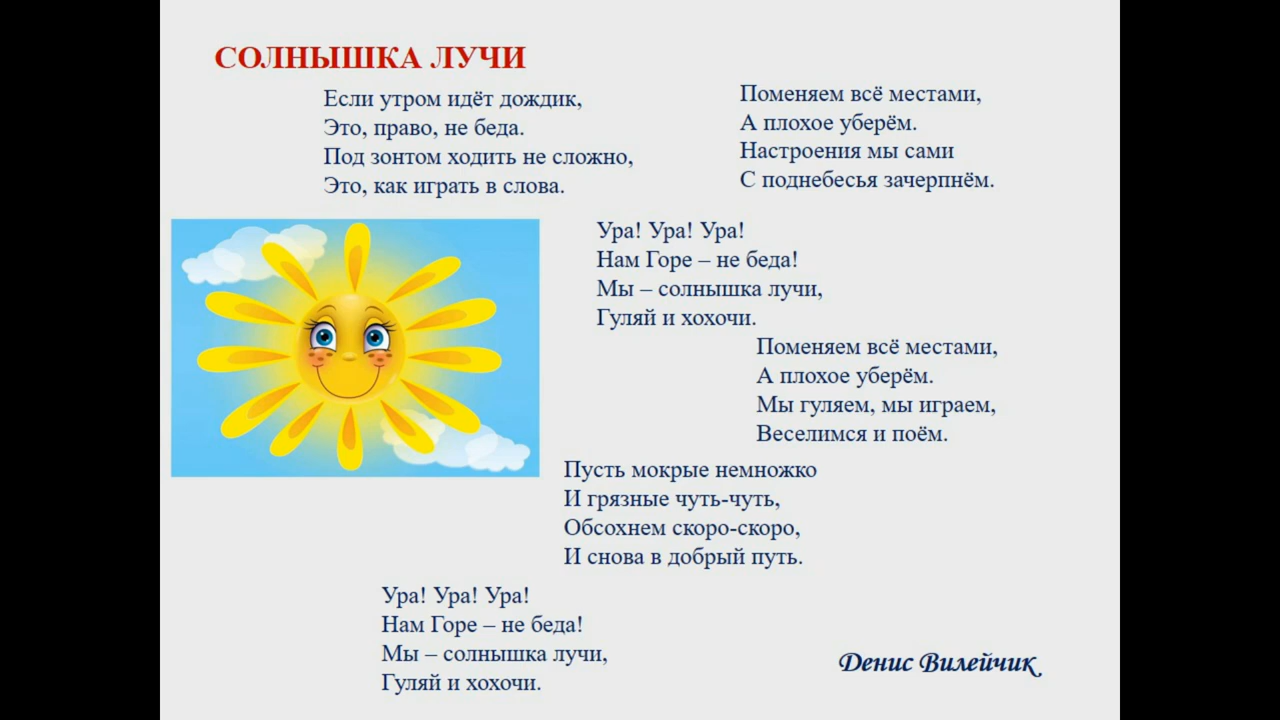 СОЛНЫШКА ЛУЧИ
Если утром идёт дождик,
Это, право, не беда.
Под зонтом ходить не сложно,
Это, как играть в слова.
Поменяем всё местами,
А плохое уберём.
Настроения мы сами
С поднебесья зачерпнём.
Ура! Ура! Ура!
Нам Горе – не беда!
Мы – солнышка лучи,
Гуляй и хохочи.
Поменяем всё местами,
А плохое уберём.
Мы гуляем, мы играем,
Веселимся и поём.
Пусть мокрые немножко
И грязные чуть-чуть,
Обсохнем скоро-скоро,
И снова в добрый путь.
Ура! Ура! Ура!
Нам Горе – не беда!
Мы – солнышка лучи,
Гуляй и хохочи.
Денис Вилейчик